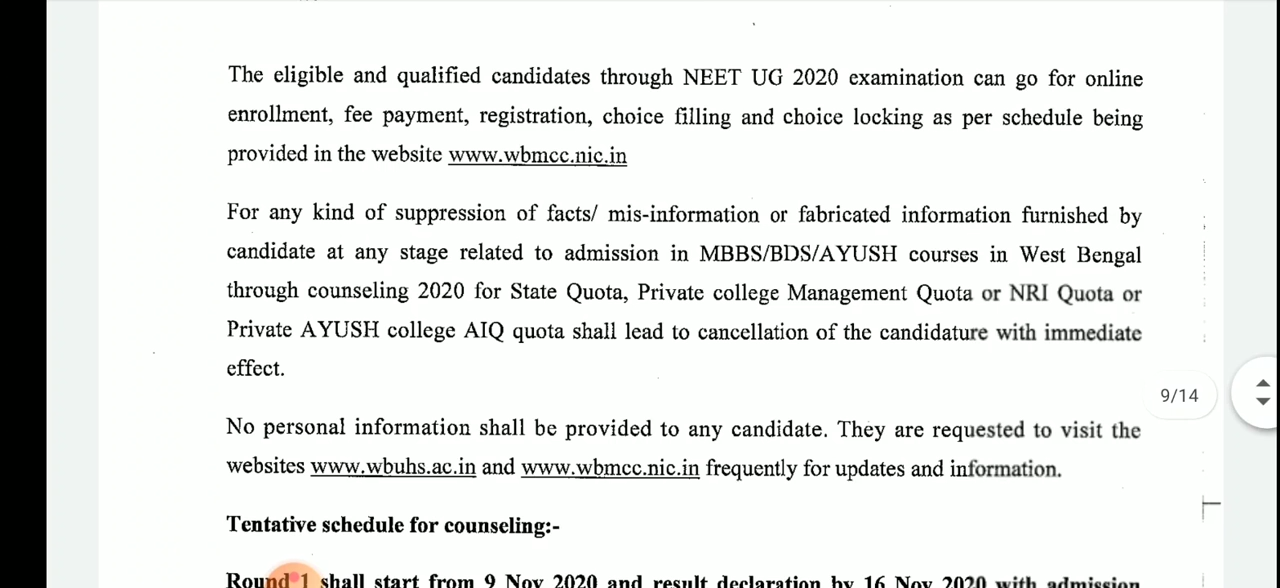 The eligible and qualified candidates through NEET UG 2020 examination can go for online
enrollment, fee payment, registration, choice filling and choice locking as per schedule being
provided in the website www.wbmcc.nic.in
For any kind of suppression of facts/ mis-information or fabricated information furnished by
candidate at any stage related to admission in MBBS/BDS/AYUSH courses in West Bengal
through counseling 2020 for State Quota, Private college Management Quota or NRI Quota or
Private AYUSH college AIQ quota shall lead to cancellation of the candidature with immediate
effect.
9/14
No personal information shall be provided to any candidate. They are requested to visit the
websites www.wbuhs.ac.in and www.wbmcc.nic.in frequently for updates and information.
Tentative schedule for counseling:-
Round 1 shall start from 9 Nov 2020 and result declaration by 16 Nov 2020 with admission